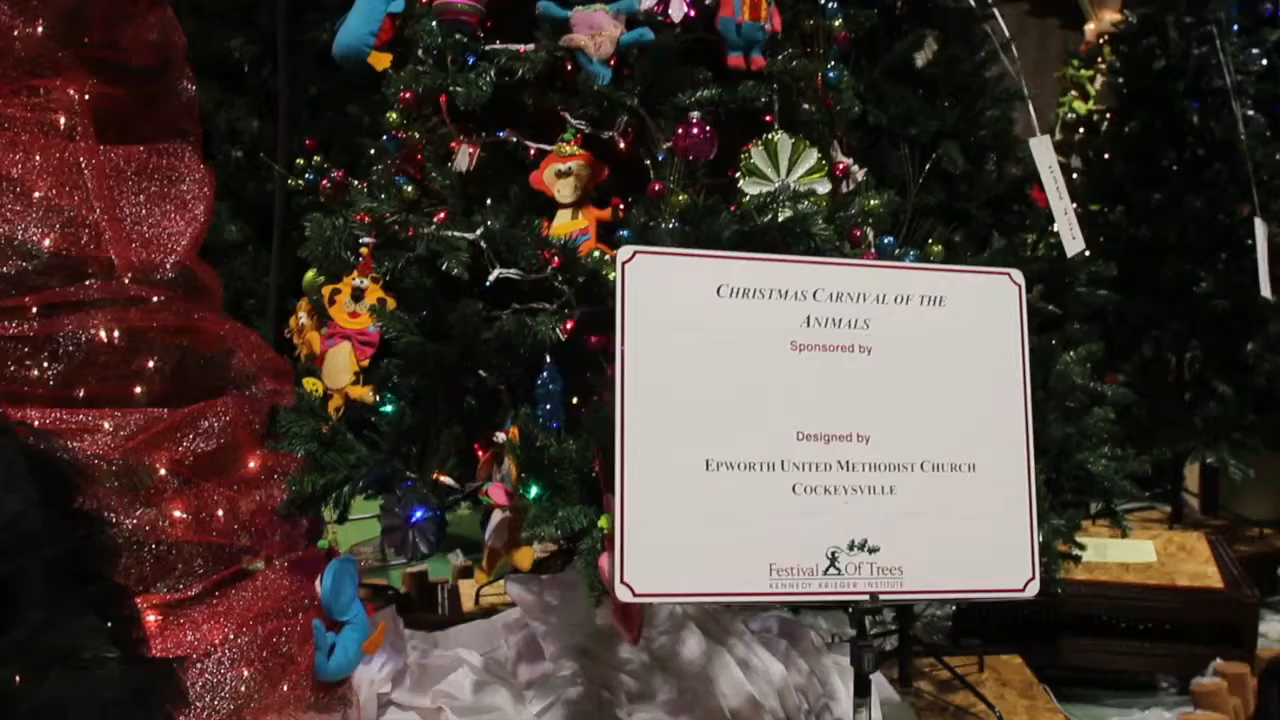 CHRISTMAS CARNIVAL OF THE
ANIMALS
Sponsored by
Designed by
EPWORTH UNITED METHODIST CHURCH
COCKEYSVILLE
Festival Of Trees
KENNEDY KRIEGER INSTITUTE